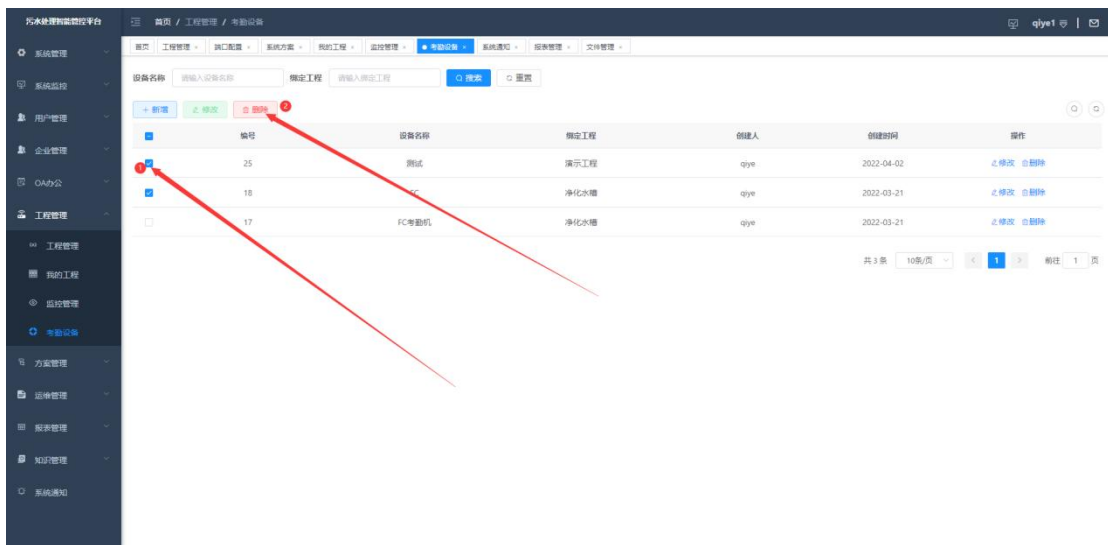 污水处理智能管控平台
首页 / 工程管理 / 考勤设备
qiye1
首页 工程管理 × 端口配置 × 系统方案 × 我的工程 × 监控管理 × 考勤设备 × 系统通知 × 报表管理 × 文件管理 ×
系统管理
系统监控
用户管理
企业管理
OA办公
工程管理
工程管理
我的工程
监控管理
考勤设备
方案管理
运维管理
报表管理
知识管理
系统通知
设备名称 请输入设备名称 绑定工程 请输入绑定工程 搜索 重置
+ 新增 修改 删除 2
编号 设备名称 绑定工程 创建人 创建时间 操作
1 25 测试 演示工程 qiye 2022-04-02 修改 删除
18 净化水槽 qiye 2022-03-21 修改 删除
17 FC考勤机 净化水槽 qiye 2022-03-21 修改 删除
共 3 条 10条/页 < 1 > 前往 1 页